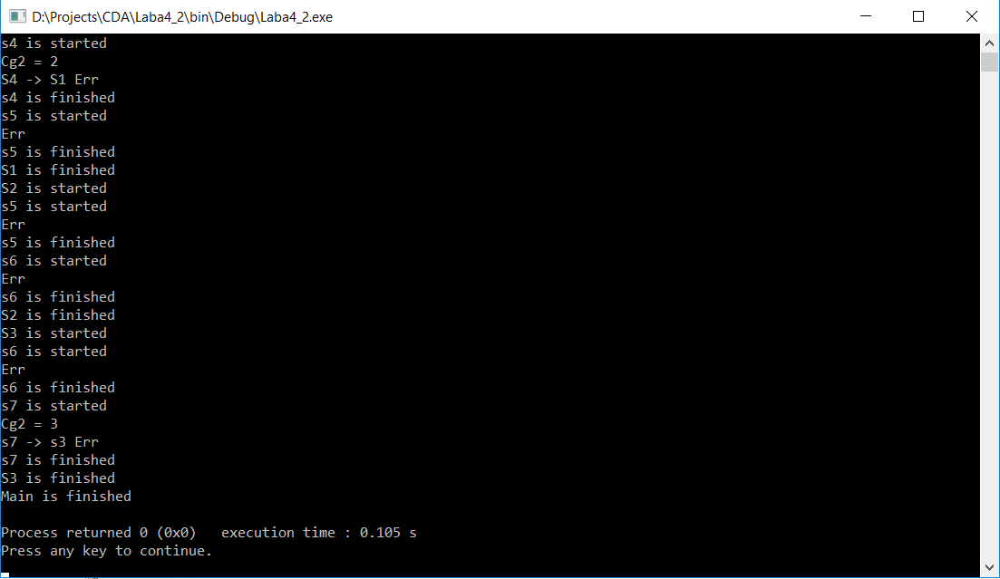 D:\Projects\CDA\Laba4_2\bin\Debug\Laba4_2.exe
s4 is started
Cg2 = 2
S4 -> S1 Err
s4 is finished
s5 is started
Err
s5 is finished
S1 is finished
S2 is started
s5 is started
Err
s5 is finished
s6 is started
Err
s6 is finished
S2 is finished
S3 is started
s6 is started
Err
s6 is finished
s7 is started
Cg2 = 3
s7 -> s3 Err
s7 is finished
S3 is finished
Main is finished
Process returned 0 (0x0)   execution time : 0.105 s
Press any key to continue.